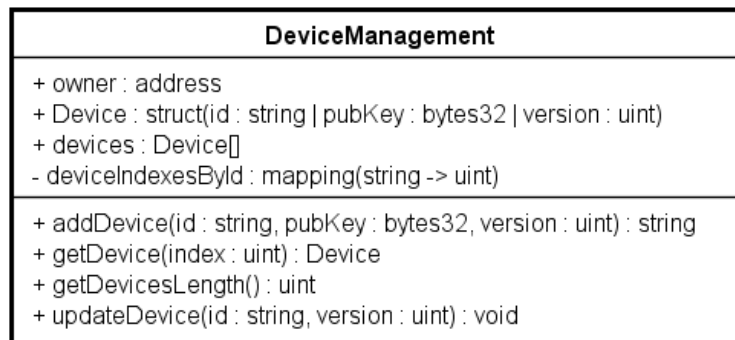 DeviceManagement
+ owner : address
+ Device : struct(id : string | pubKey : bytes32 | version : uint)
+ devices : Device[]
- deviceIndexesById : mapping(string -> uint)
+ addDevice(id : string, pubKey : bytes32, version : uint) : string
+ getDevice(index : uint) : Device
+ getDevicesLength() : uint
+ updateDevice(id : string, version : uint) : void